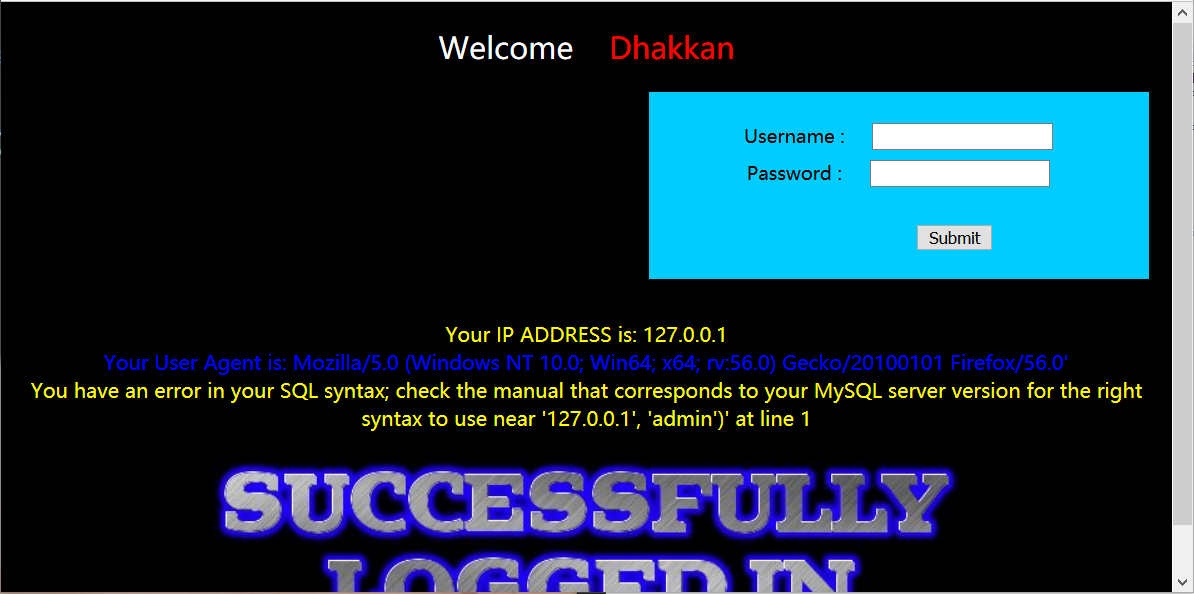 Welcome Dhakkan
Username :
Password :
Submit
Your IP ADDRESS is: 127.0.0.1
Your User Agent is: Mozilla/5.0 (Windows NT 10.0; Win64; x64; rv:56.0) Gecko/20100101 Firefox/56.0'
You have an error in your SQL syntax; check the manual that corresponds to your MySQL server version for the right
syntax to use near '127.0.0.1', 'admin')' at line 1
SUCCESSFULLY
LOGGED IN